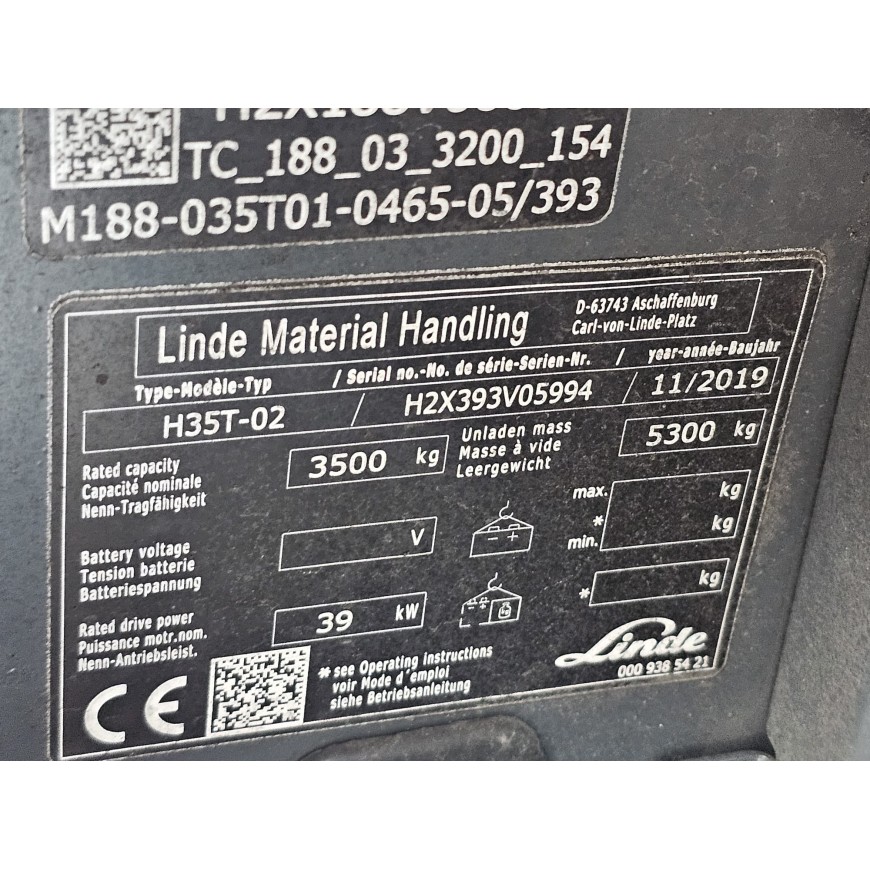 TC_188_03_3200_154
M188-035T01-0465-05/393
Linde Material Handling
D-63743 Aschaffenburg
Carl-von-Linde-Platz
Type-Modèle-Typ / Serial no.-No. de série-Serien-Nr. / year-année-Baujahr
H35T-02 / H2X393V05994 / 11/2019
Rated capacity
Capacité nominale
Nenn-Tragfähigkeit
3500 kg
Unladen mass
Masse à vide
Leergewicht
5300 kg
Battery voltage
Tension batterie
Batteriespannung
V
- +
max. kg
* kg
min.
Rated drive power
Puissance motr.nom.
Nenn-Antriebsleist.
39 kW
* kg
* see Operating instructions
voir Mode d'emploi
siehe Betriebsanleitung
Linde
000 938 54 21
CE